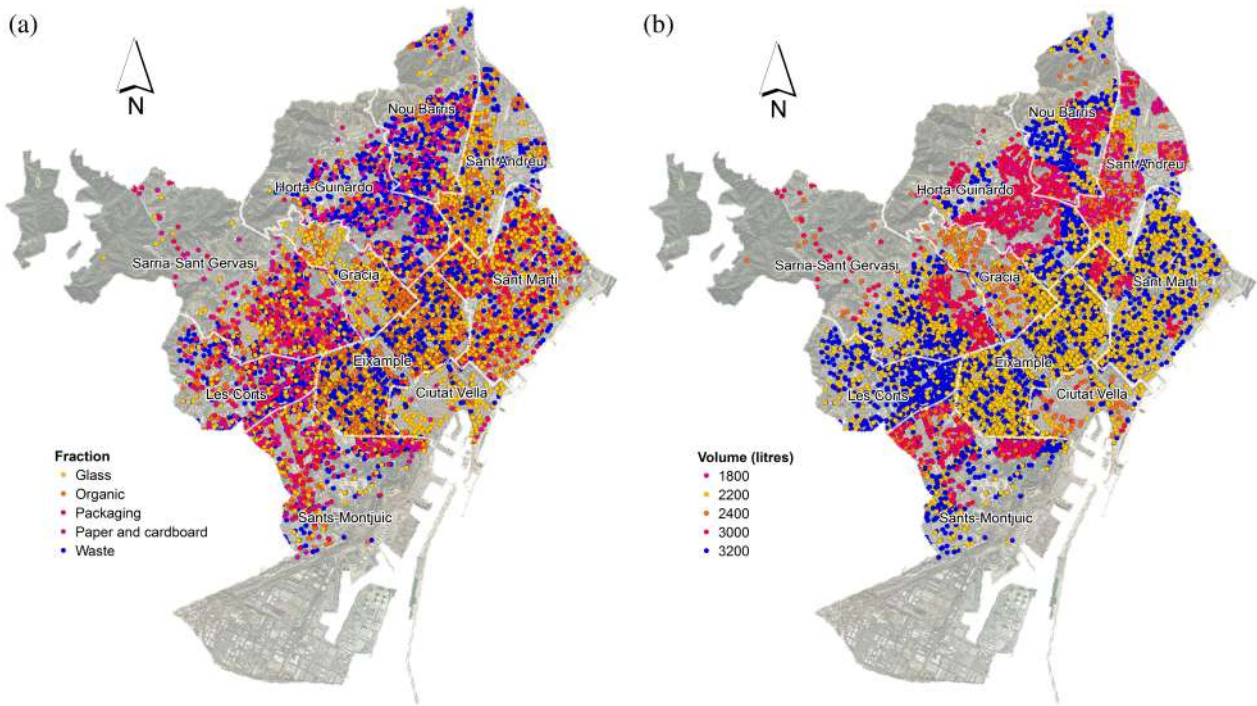 (a)
N
Nou Barris
Sant Andreu
Horta-Guinardo
Sarria-Sant Gervasi
Gracia
Sant Marti
Eixample
Les Corts
Ciutat Vella
Sants-Montjuic
Fraction
Glass
Organic
Packaging
Paper and cardboard
Waste
(b)
N
Nou Barris
Sant Andreu
Horta-Guinardo
Sarria-Sant Gervasi
Gracia
Sant Marti
Eixample
Les Corts
Ciutat Vella
Sants-Montjuic
Volume (litres)
1800
2200
2400
3000
3200